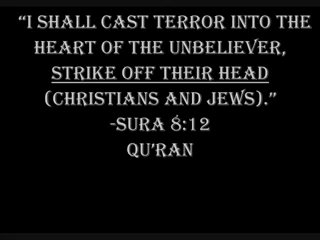 “I SHALL CAST TERROR INTO THE
HEART OF THE UNBELIEVER,
STRIKE OFF THEIR HEAD
(CHRISTIANS AND JEWS).”
-SURA 8:12
QU’RAN